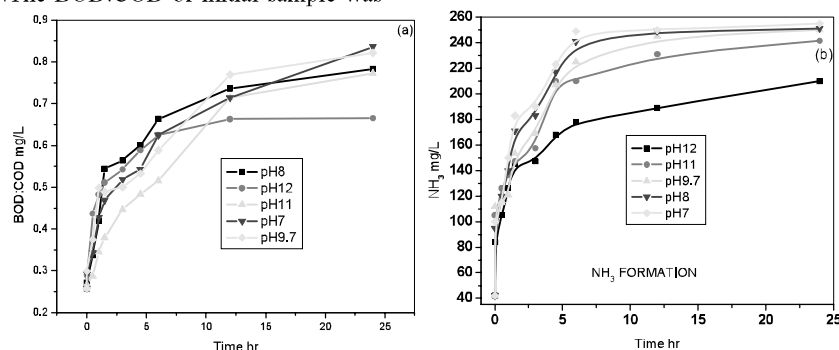 The BOD:COD of initial sample was
(a)
0,9
0,8
0,7
0,6
0,5
0,4
0,3
0,2
BOD:COD mg/L
pH8
pH12
pH11
pH7
pH9.7
0 5 10 15 20 25
Time hr
(b)
260
240
220
200
180
160
140
120
100
80
60
40
NH3 mg/L
pH12
pH11
pH9.7
pH8
pH7
NH3 FORMATION
0 5 10 15 20 25
Time hr